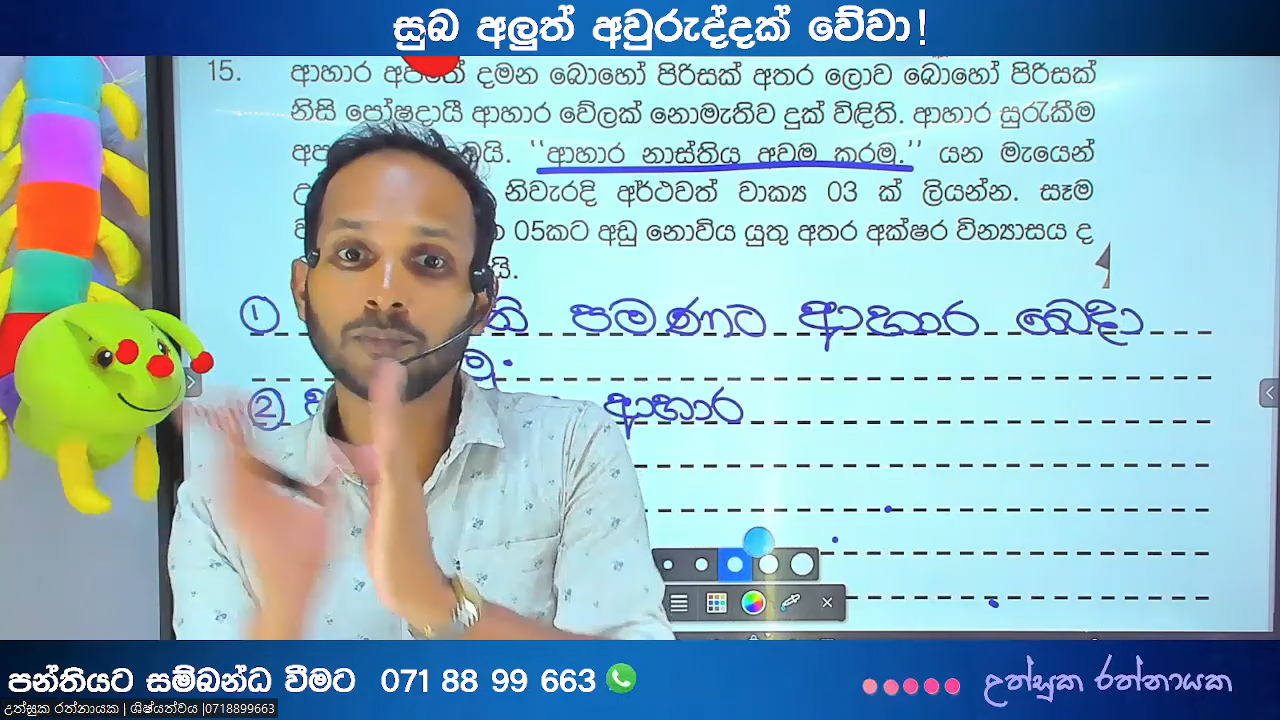 සුබ අලුත් අවුරුද්දක් වේවා!
15. ආහාර අපතේ දමන බොහෝ පිරිසක් අතර ලොව බොහෝ පිරිසක්
නිසි පෝෂදායී ආහාර වේලක් නොමැතිව දුක් විඳිති. ආහාර සුරැකීම
‘‘ආහාර නාස්තිය අවම කරමු.’’ යන මැයෙන්
නිවැරදි අර්ථවත් වාක්‍ය 03 ක් ලියන්න. සෑම
05කට අඩු නොවිය යුතු අතර අක්ෂර වින්‍යාසය ද
① පමණට ආහාර බෙදා
② ආහාර
පන්තියට සම්බන්ධ වීමට 071 88 99 663
උත්සුක රත්නායක
උත්සුක රත්නායක | ශිෂ්යත්වය |0718899663